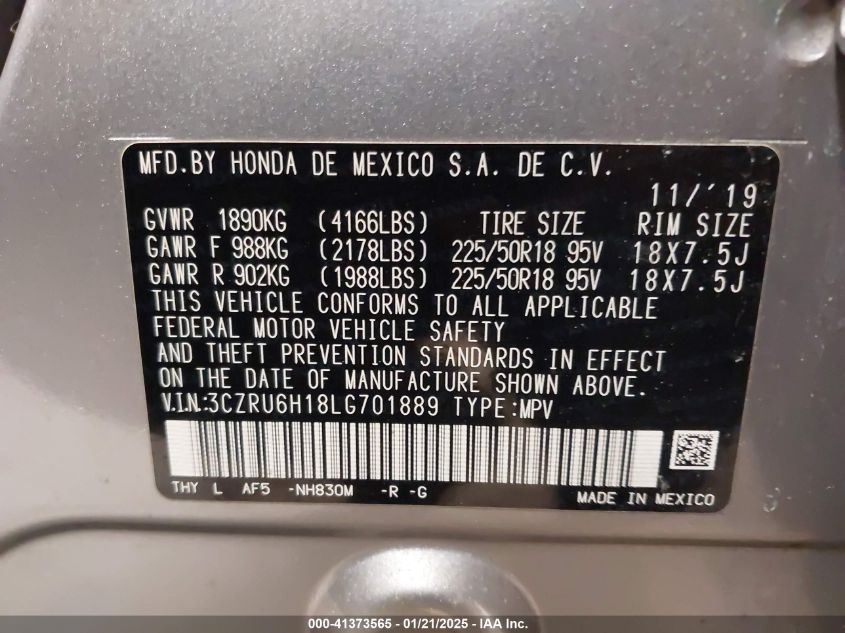 MFD.BY HONDA DE MEXICO S.A. DE C.V.
11/'19
GVWR 1890KG (4166LBS) TIRE SIZE RIM SIZE
GAWR F 988KG (2178LBS) 225/50R18 95V 18X7.5J
GAWR R 902KG (1988LBS) 225/50R18 95V 18X7.5J
THIS VEHICLE CONFORMS TO ALL APPLICABLE
FEDERAL MOTOR VEHICLE SAFETY
AND THEFT PREVENTION STANDARDS IN EFFECT
ON THE DATE OF MANUFACTURE SHOWN ABOVE.
V.I.N.:3CZRU6H18LG701889 TYPE:MPV
THY L AF5 -NH830M -R -G
MADE IN MEXICO
000-41373565 - 01/21/2025 - IAA Inc.